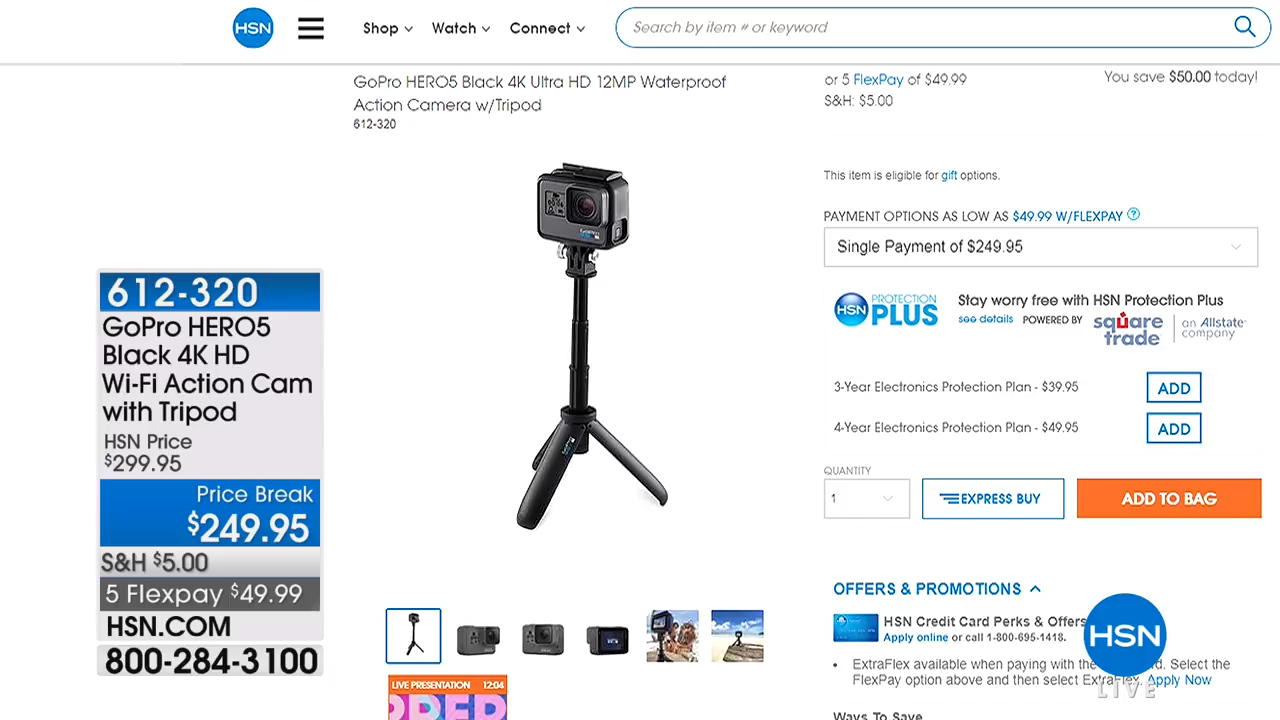 HSN
Shop
Watch
Connect
Search by item # or keyword
GoPro HERO5 Black 4K Ultra HD 12MP Waterproof
Action Camera w/Tripod
612-320
or 5 FlexPay of $49.99
S&H: $5.00
You save $50.00 today!
This item is eligible for gift options.
PAYMENT OPTIONS AS LOW AS $49.99 W/FLEXPAY ?
Single Payment of $249.95
HSN PROTECTION PLUS
Stay worry free with HSN Protection Plus
see details POWERED BY square trade | an Allstate company
3-Year Electronics Protection Plan - $39.95
ADD
4-Year Electronics Protection Plan - $49.95
ADD
QUANTITY
1
EXPRESS BUY
ADD TO BAG
OFFERS & PROMOTIONS
HSN Credit Card Perks & Offers
Apply online or call 1-800-695-1418.
• ExtraFlex available when paying with the rd. Select the
FlexPay option above and then select ExtraFlex. Apply Now
Ways To Save
612-320
GoPro HERO5
Black 4K HD
Wi-Fi Action Cam
with Tripod
HSN Price
$299.95
Price Break
$249.95
S&H $5.00
5 Flexpay $49.99
HSN.COM
800-284-3100
LIVE PRESENTATION 12:04
HSN
LIVE